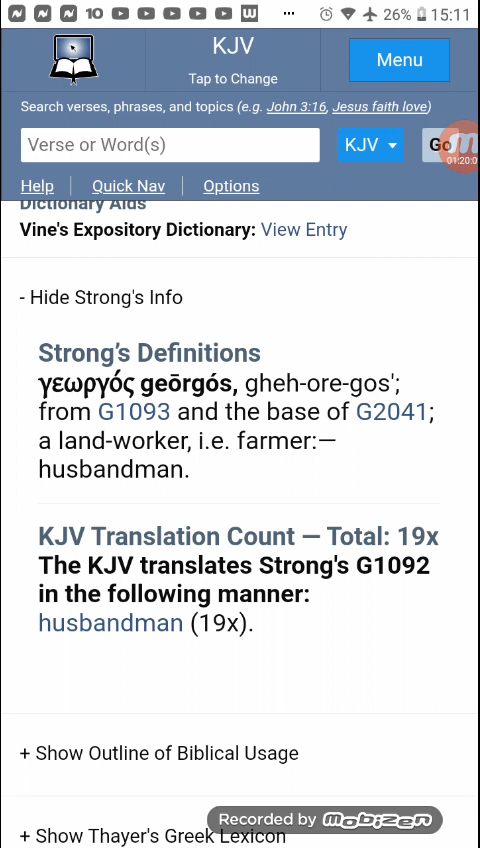 10 W ... 26% 15:11
KJV
Tap to Change
Menu
Search verses, phrases, and topics (e.g. John 3:16, Jesus faith love)
Verse or Word(s)
KJV
Go
01:20:0
Help
Quick Nav
Options
Dictionary Aids
Vine's Expository Dictionary: View Entry
- Hide Strong's Info
Strong’s Definitions
γεωργός geōrgós, gheh-ore-gos';
from G1093 and the base of G2041;
a land-worker, i.e. farmer:—
husbandman.
KJV Translation Count — Total: 19x
The KJV translates Strong's G1092
in the following manner:
husbandman (19x).
+ Show Outline of Biblical Usage
Recorded by mobizen
+ Show Thayer's Greek Lexicon